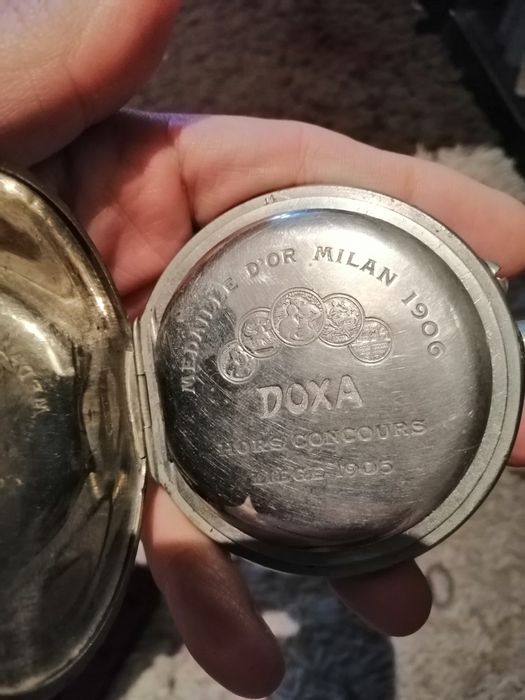 MEDAILLE D'OR MILAN 1906
DOXA
HORS CONCOURS
LIEGE 1905